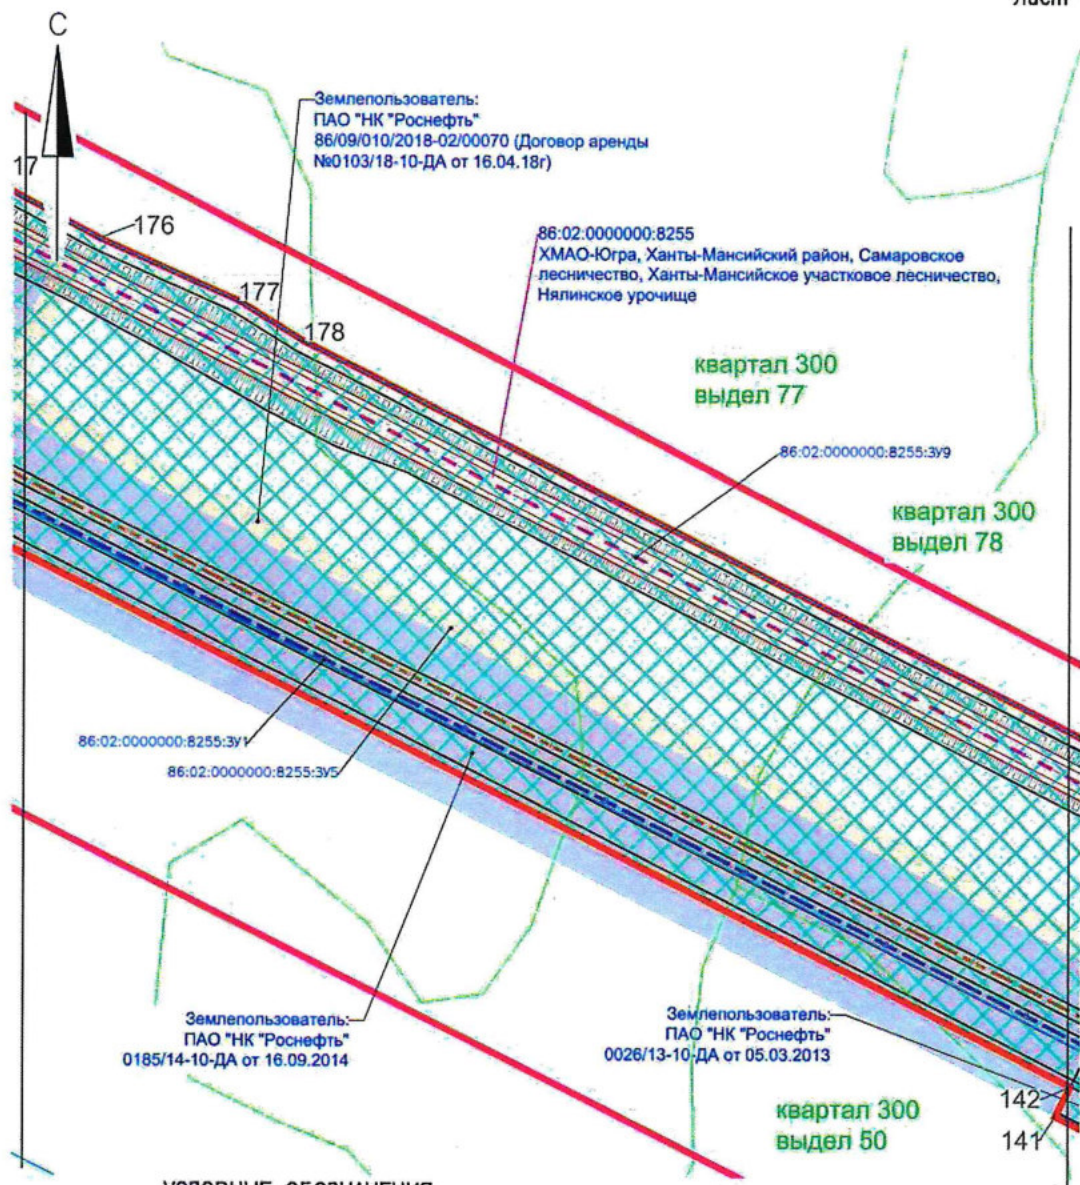 Лист
С
Землепользователь:
ПАО "НК "Роснефть"
86/09/010/2018-02/00070 (Договор аренды
№0103/18-10-ДА от 16.04.18г)
17
176
86:02:0000000:8255
ХМАО-Югра, Ханты-Мансийский район, Самаровское
лесничество, Ханты-Мансийское участковое лесничество,
Нялинское урочище
177
178
квартал 300
выдел 77
86:02:0000000:8255:ЗУ9
квартал 300
выдел 78
86:02:0000000:8255:ЗУ1
86:02:0000000:8255:ЗУ5
Землепользователь:
ПАО "НК "Роснефть"
0185/14-10-ДА от 16.09.2014
Землепользователь:
ПАО "НК "Роснефть"
0026/13-10-ДА от 05.03.2013
142
квартал 300
выдел 50
141
УСЛОВНЫЕ ОБОЗНАЧЕНИЯ